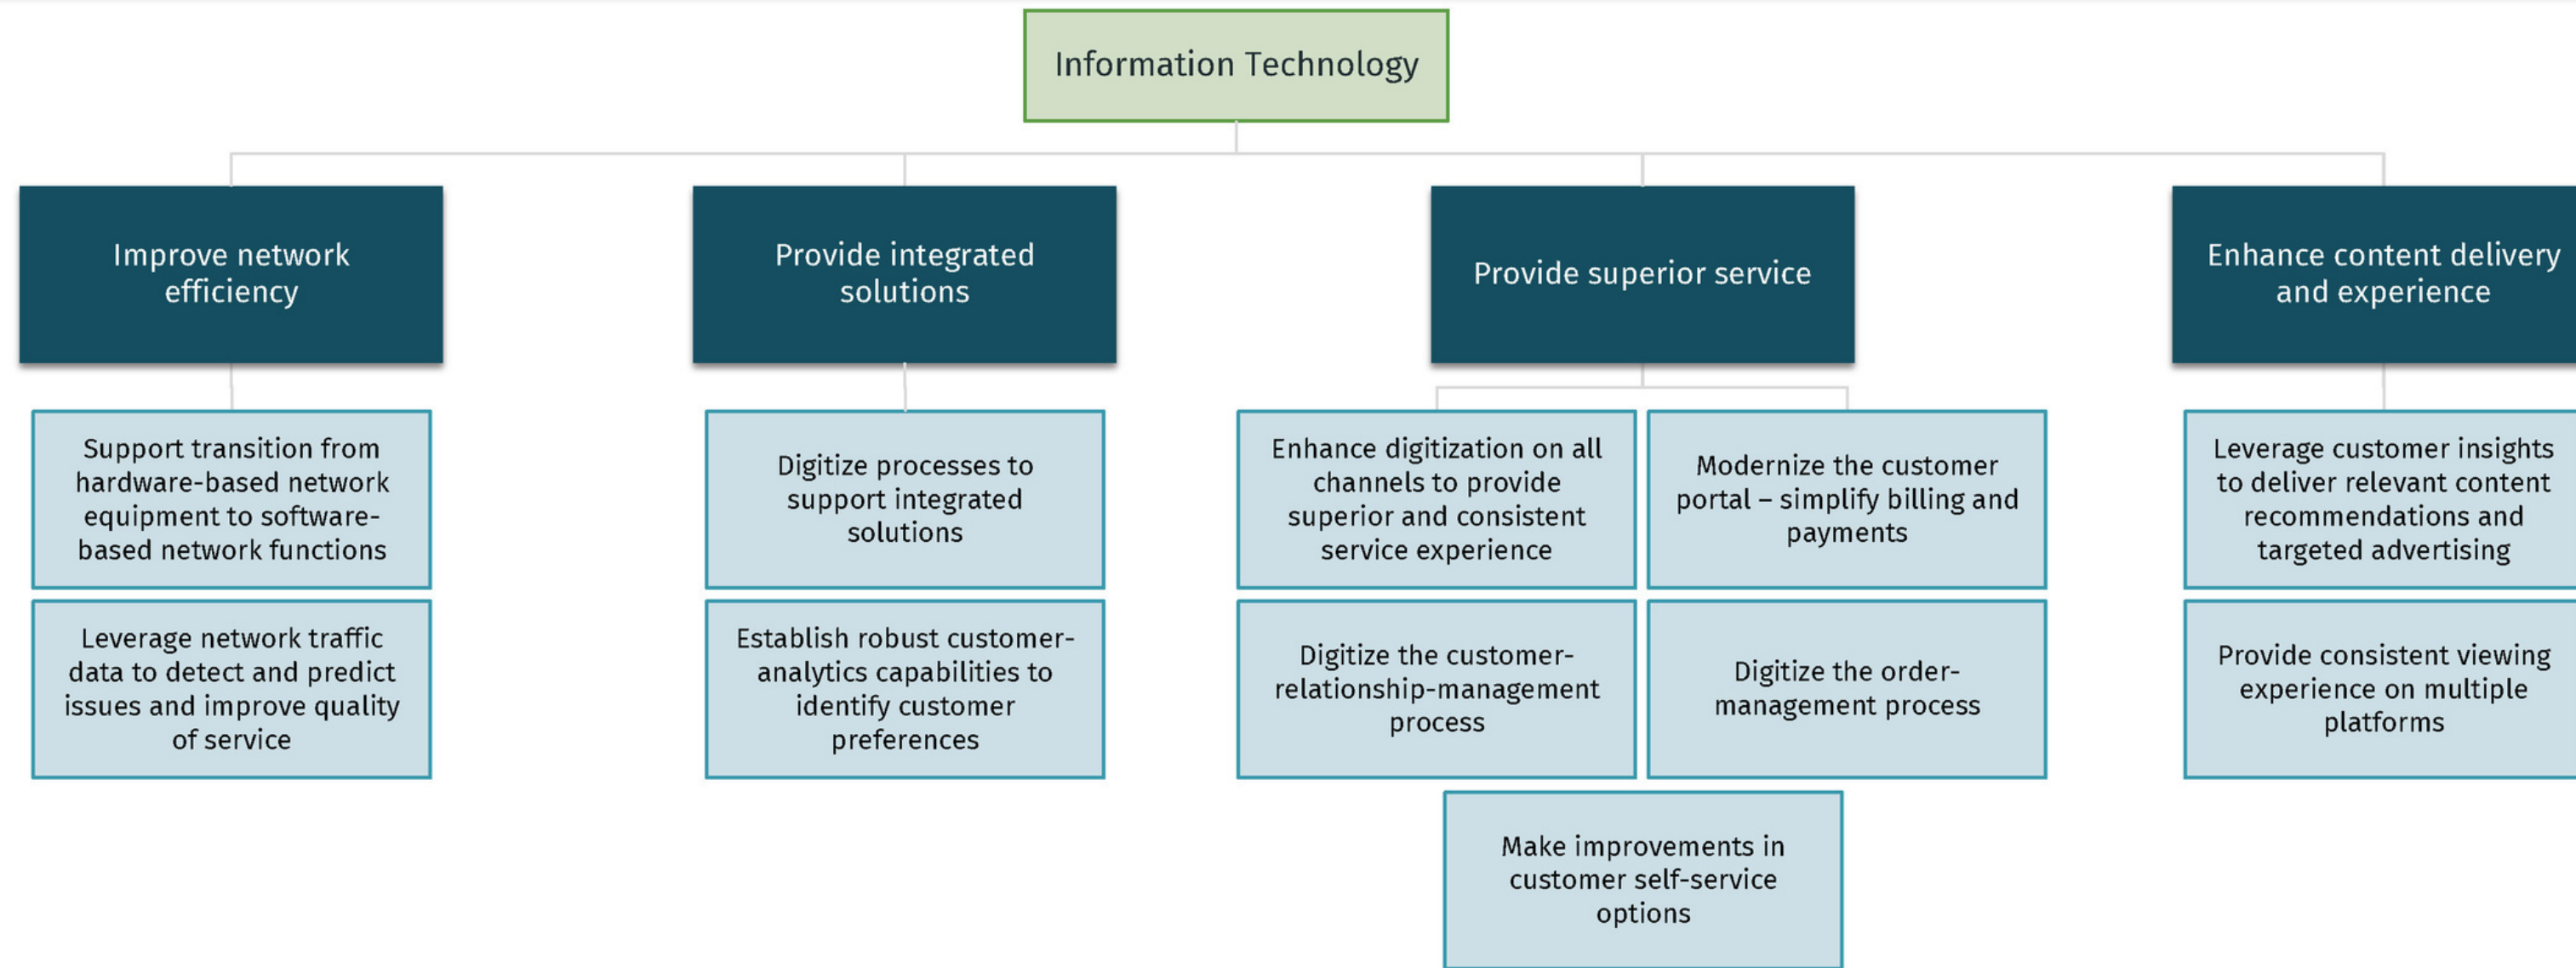 Information Technology
Improve network
efficiency
Provide integrated
solutions
Provide superior service
Enhance content delivery
and experience
Support transition from
hardware-based network
equipment to software-
based network functions
Leverage network traffic
data to detect and predict
issues and improve quality
of service
Digitize processes to
support integrated
solutions
Establish robust customer-
analytics capabilities to
identify customer
preferences
Enhance digitization on all
channels to provide
superior and consistent
service experience
Modernize the customer
portal – simplify billing and
payments
Digitize the customer-
relationship-management
process
Digitize the order-
management process
Make improvements in
customer self-service
options
Leverage customer insights
to deliver relevant content
recommendations and
targeted advertising
Provide consistent viewing
experience on multiple
platforms